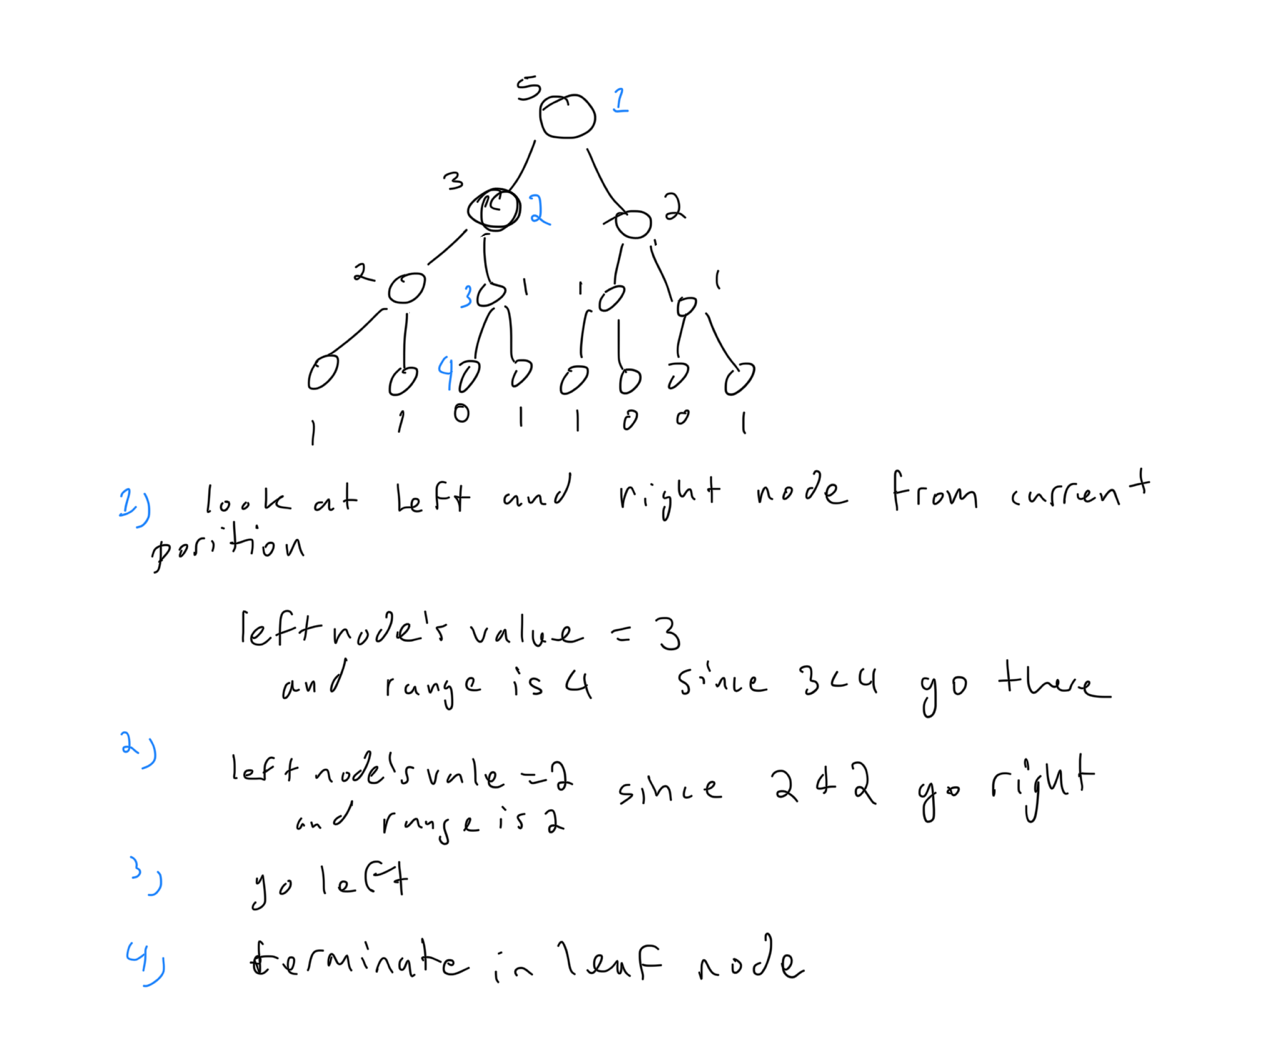 5 1
3 2 2
2 3 1 1 1
4
1 1 0 1 1 0 0 1
1) look at left and right node from current
position
left node's value = 3
and range is 4 since 3<4 go there
2)
left node's vale = 2 since 2 ≮ 2 go right
and range is 2
3) go left
4) terminate in leaf node